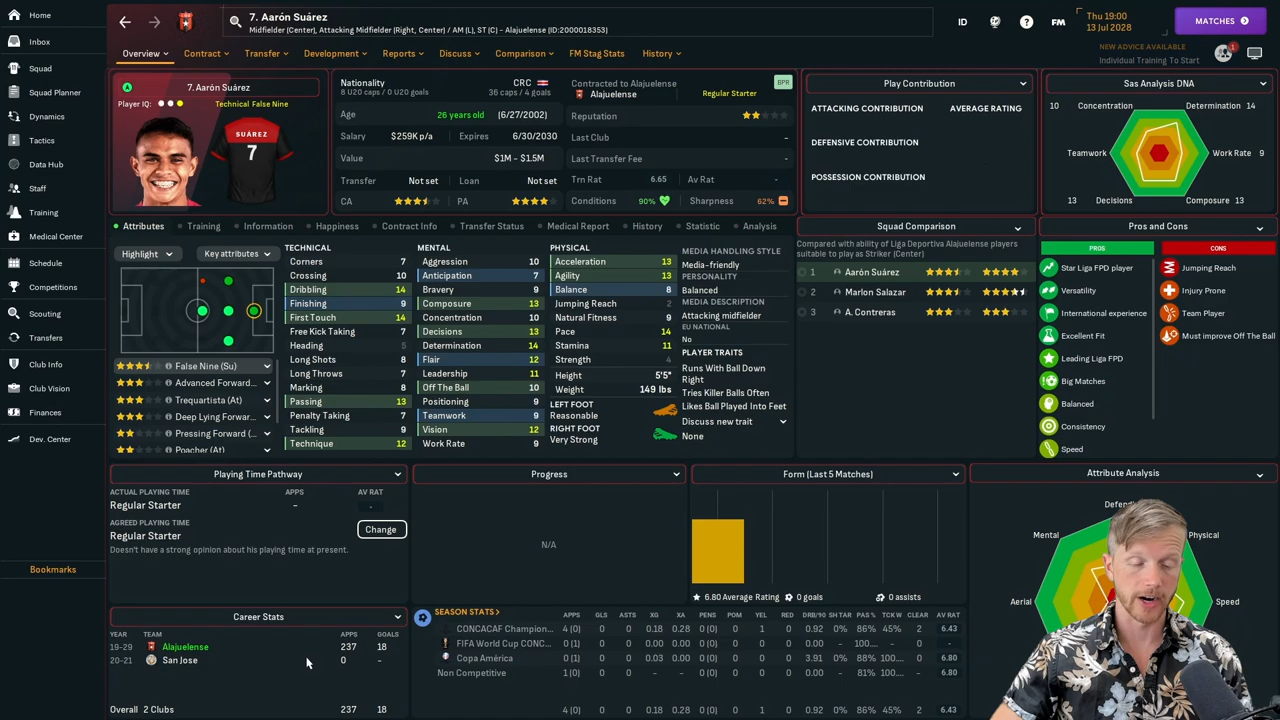 Home
Inbox
Squad
Squad Planner
Dynamics
Tactics
Data Hub
Staff
Training
Medical Center
Schedule
Competitions
Scouting
Transfers
Club Info
Club Vision
Finances
Dev. Center
Bookmarks
7. Aarón Suárez
Midfielder (Center), Attacking Midfielder (Right, Center) / AM (L), ST (C) - Alajuelense (ID:2000018353)
ID
FM
Thu 19:00
13 Jul 2028
MATCHES
NEW ADVICE AVAILABLE
Individual Training To Start
1
Overview
Contract
Transfer
Development
Reports
Discuss
Comparison
FM Stag Stats
History
A
7. Aarón Suárez
Player IQ:
Technical False Nine
SUÁREZ
7
Nationality
CRC
8 U20 caps / 0 U20 goals
36 caps / 4 goals
Age
26 years old
(6/27/2002)
Salary
$259K p/a
Expires
6/30/2030
Value
$1M - $1.5M
Transfer
Not set
Loan
Not set
CA
PA
Contracted to Alajuelense
Alajuelense
Regular Starter
BPR
Reputation
Last Club
-
Last Transfer Fee
-
Trn Rat
6.65
Av Rat
-
Conditions
90%
Sharpness
62%
Play Contribution
ATTACKING CONTRIBUTION
AVERAGE RATING
DEFENSIVE CONTRIBUTION
POSSESSION CONTRIBUTION
Sas Analysis DNA
10 Concentration
Determination 14
Teamwork
Work Rate 9
13 Decisions
Composure 13
Attributes
Training
Information
Happiness
Contract Info
Transfer Status
Medical Report
History
Statistic
Analysis
Highlight
Key attributes
False Nine (Su)
Advanced Forward...
Trequartista (At)
Deep Lying Forwar...
Pressing Forward (...
Poacher (At)
TECHNICAL
Corners 7
Crossing 10
Dribbling 14
Finishing 9
First Touch 14
Free Kick Taking 7
Heading 5
Long Shots 8
Long Throws 7
Marking 8
Passing 13
Penalty Taking 7
Tackling 9
Technique 12
MENTAL
Aggression 10
Anticipation 7
Bravery 9
Composure 13
Concentration 10
Decisions 13
Determination 14
Flair 12
Leadership 11
Off The Ball 10
Positioning 9
Teamwork 9
Vision 12
Work Rate 9
PHYSICAL
Acceleration 13
Agility 13
Balance 8
Jumping Reach 2
Natural Fitness 9
Pace 14
Stamina 11
Strength 4
Height 5'5"
Weight 149 lbs
LEFT FOOT
Reasonable
RIGHT FOOT
Very Strong
MEDIA HANDLING STYLE
Media-friendly
PERSONALITY
Balanced
MEDIA DESCRIPTION
Attacking midfielder
EU NATIONAL
No
PLAYER TRAITS
Runs With Ball Down
Right
Tries Killer Balls Often
Likes Ball Played Into Feet
Discuss new trait
None
Squad Comparison
Compared with ability of Liga Deportiva Alajuelense players
suitable to play as Striker (Center)
1 Aarón Suárez
2 Marlon Salazar
3 A. Contreras
Pros and Cons
PROS
Star Liga FPD player
Versatility
International experience
Excellent Fit
Leading Liga FPD
Big Matches
Balanced
Consistency
Speed
CONS
Jumping Reach
Injury Prone
Team Player
Must improve Off The Ball
Playing Time Pathway
ACTUAL PLAYING TIME
APPS
AV RAT
Regular Starter
-
-
AGREED PLAYING TIME
Regular Starter
Change
Doesn't have a strong opinion about his playing time at present.
Progress
N/A
Form (Last 5 Matches)
6.80 Average Rating
0 goals
0 assists
Attribute Analysis
Mental
Physical
Aerial
Speed
Career Stats
YEAR TEAM APPS GOALS
19-29 Alajuelense 237 18
20-21 San Jose 0 -
Overall 2 Clubs 237 18
SEASON STATS > APPS GLS ASTS XG XA PENS POM YEL RED DRB/90 SH TAR PAS % TCK W CLEAR AV RAT
CONCACAF Champion... 4 (0) 0 0 0.18 0.28 0 (0) 0 1 0 0.92 0% 86% 45% 2 6.43
FIFA World Cup CONC... 0 (1) 0 0 0.00 0.00 0 (0) 0 0 0 0.00 0% 100.... - 0 -
Copa América 0 (1) 0 0 0.03 0.00 0 (0) 0 0 0 3.91 0% 88% 100.... 0 6.80
Non Competitive 1 (0) 0 0 - - 0 (0) 0 0 0 0.00 0% 81% 100.... 0 6.80
4 (0) 0 0 0.18 0.28 0 (0) 0 1 0 0.92 0% 86% 45% 2 6.43